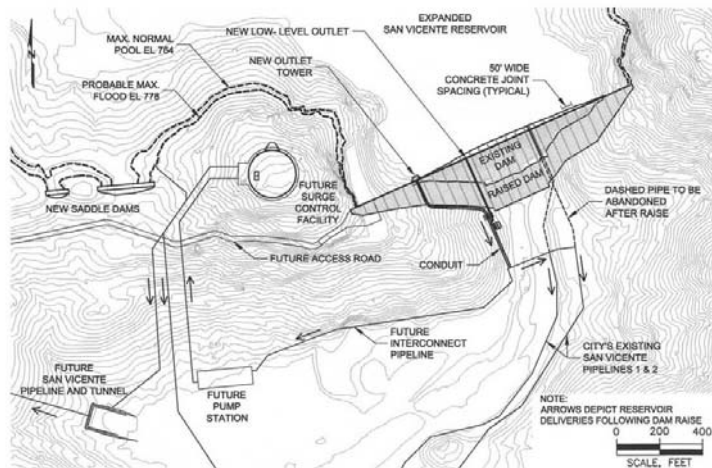 N
MAX. NORMAL
POOL EL 764
PROBABLE MAX.
FLOOD EL 778
NEW LOW-LEVEL OUTLET
NEW OUTLET
TOWER
EXPANDED
SAN VICENTE
RESERVOIR
50' WIDE
CONCRETE JOINT
SPACING (TYPICAL)
EXISTING
DAM
RAISED DAM
NEW SADDLE DAMS
FUTURE
SURGE
CONTROL
FACILITY
DASHED PIPE TO BE
ABANDONED
AFTER RAISE
FUTURE ACCESS ROAD
CONDUIT
FUTURE
INTERCONNECT
PIPELINE
CITY'S EXISTING
SAN VICENTE
PIPELINES 1 & 2
FUTURE
SAN VICENTE
PIPELINE AND TUNNEL
FUTURE
PUMP
STATION
NOTE:
ARROWS DEPICT RESERVOIR
DELIVERIES FOLLOWING DAM RAISE
0 200 400
SCALE, FEET